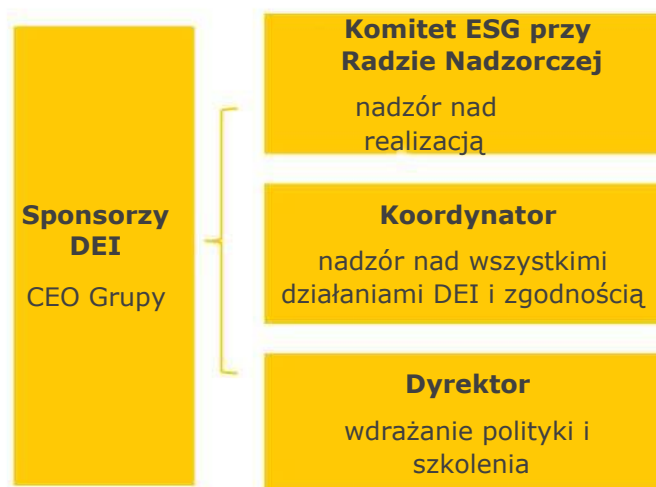 Sponsorzy
DEI
CEO Grupy
Komitet ESG przy
Radzie Nadzorczej
nadzór nad
realizacją
Koordynator
nadzór nad wszystkimi
działaniami DEI i zgodnością
Dyrektor
wdrażanie polityki i
szkolenia